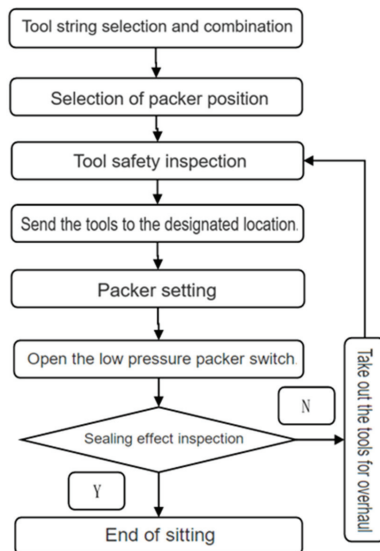 Tool string selection and combination
Selection of packer position
Tool safety inspection
Send the tools to the designated location.
Packer setting
Open the low pressure packer switch.
Sealing effect inspection
N
Take out the tools for overhaul
Y
End of sitting